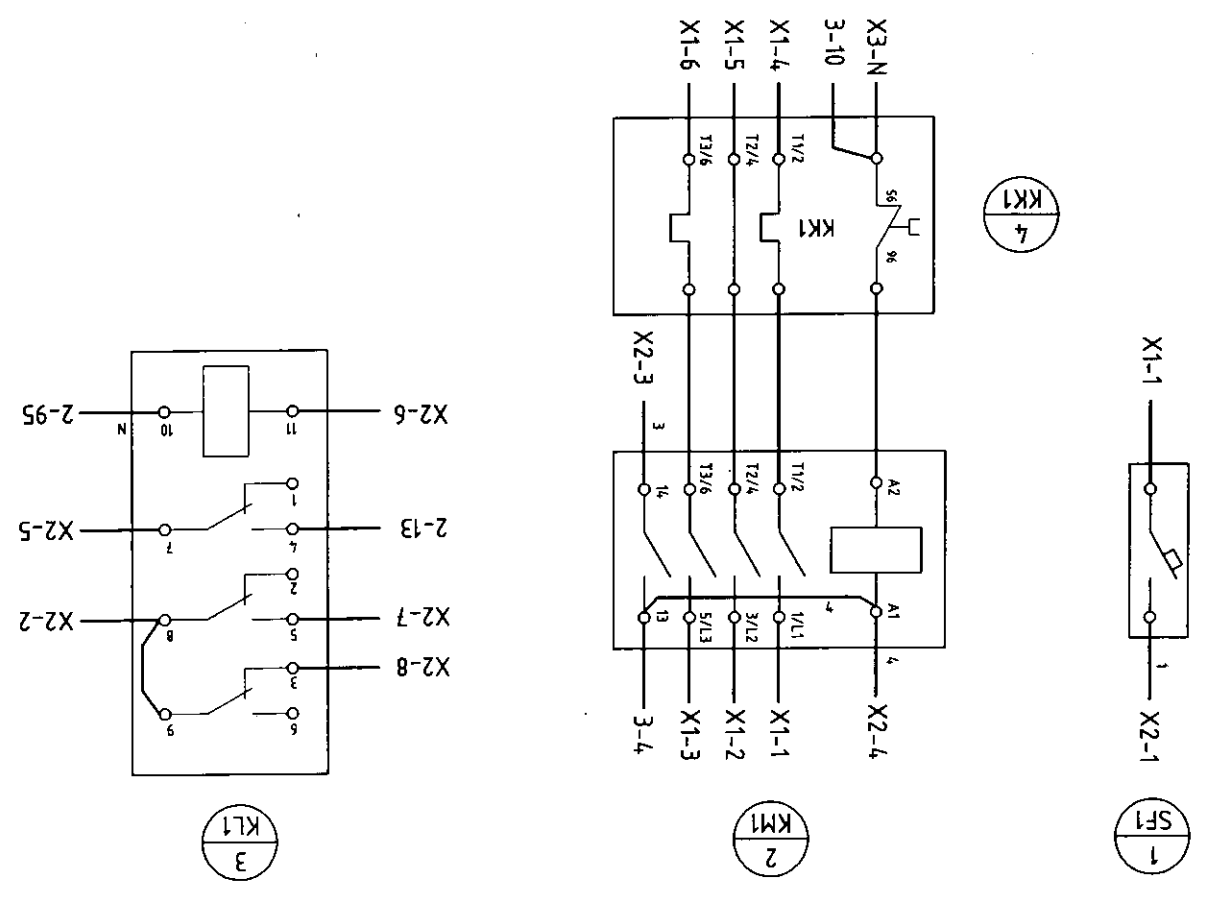 1
SF1
X2-1
1
X1-1
2
KM1
X2-4
X1-1
X1-2
X1-3
3-4
4
A1
4
1/L1
3/L2
5/L3
13
A2
T1/2
T2/4
T3/6
14
3
X2-3
4
KK1
96
95
KK1
T1/2
T2/4
T3/6
X3-N
3-10
X1-4
X1-5
X1-6
3
KL1
6
9
X2-8
3
X2-7
5
8
X2-2
2
2-13
4
7
X2-5
1
X2-6
11
10
N
2-95